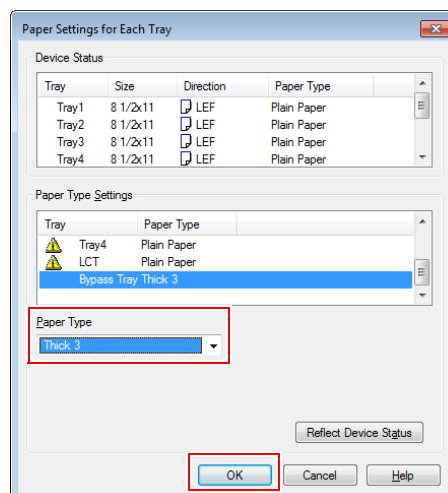 Paper Settings for Each Tray
Device Status
Tray Size Direction Paper Type
Tray1 8 1/2x11 LEF Plain Paper
Tray2 8 1/2x11 LEF Plain Paper
Tray3 8 1/2x11 LEF Plain Paper
Tray4 8 1/2x11 LEF Plain Paper
Paper Type Settings
Tray Paper Type
Tray4 Plain Paper
LCT Plain Paper
Bypass Tray Thick 3
Paper Type
Thick 3
Reflect Device Status
OK Cancel Help